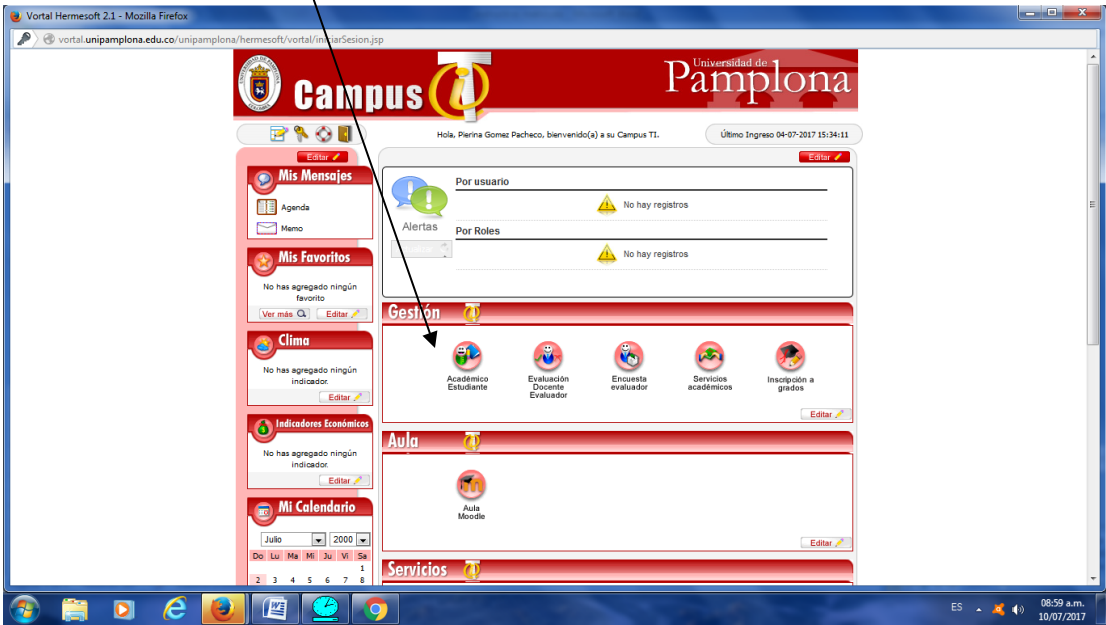 Vortal Hermesoft 2.1 - Mozilla Firefox
vortal.unipamplona.edu.co/unipamplona/hermesoft/vortal/iniciarSesion.jsp
Campus TI
Universidad de
Pamplona
Hola, Pierina Gomez Pacheco, bienvenido(a) a su Campus TI.
Último Ingreso 04-07-2017 15:34:11
Editar
Mis Mensajes
Agenda
Memo
Mis Favoritos
No has agregado ningún
favorito
Ver más
Editar
Clima
No has agregado ningún
indicador.
Editar
Indicadores Económicos
No has agregado ningún
indicador.
Editar
Mi Calendario
Julio
2000
Do Lu Ma Mi Ju Vi Sa
1
2 3 4 5 6 7 8
Editar
Alertas
Por usuario
No hay registros
Por Roles
No hay registros
Gestión TI
Académico
Estudiante
Evaluación
Docente
Evaluador
Encuesta
evaluador
Servicios
académicos
Inscripción a
grados
Editar
Aula TI
Aula
Moodle
Editar
Servicios TI
ES
08:59 a.m.
10/07/2017